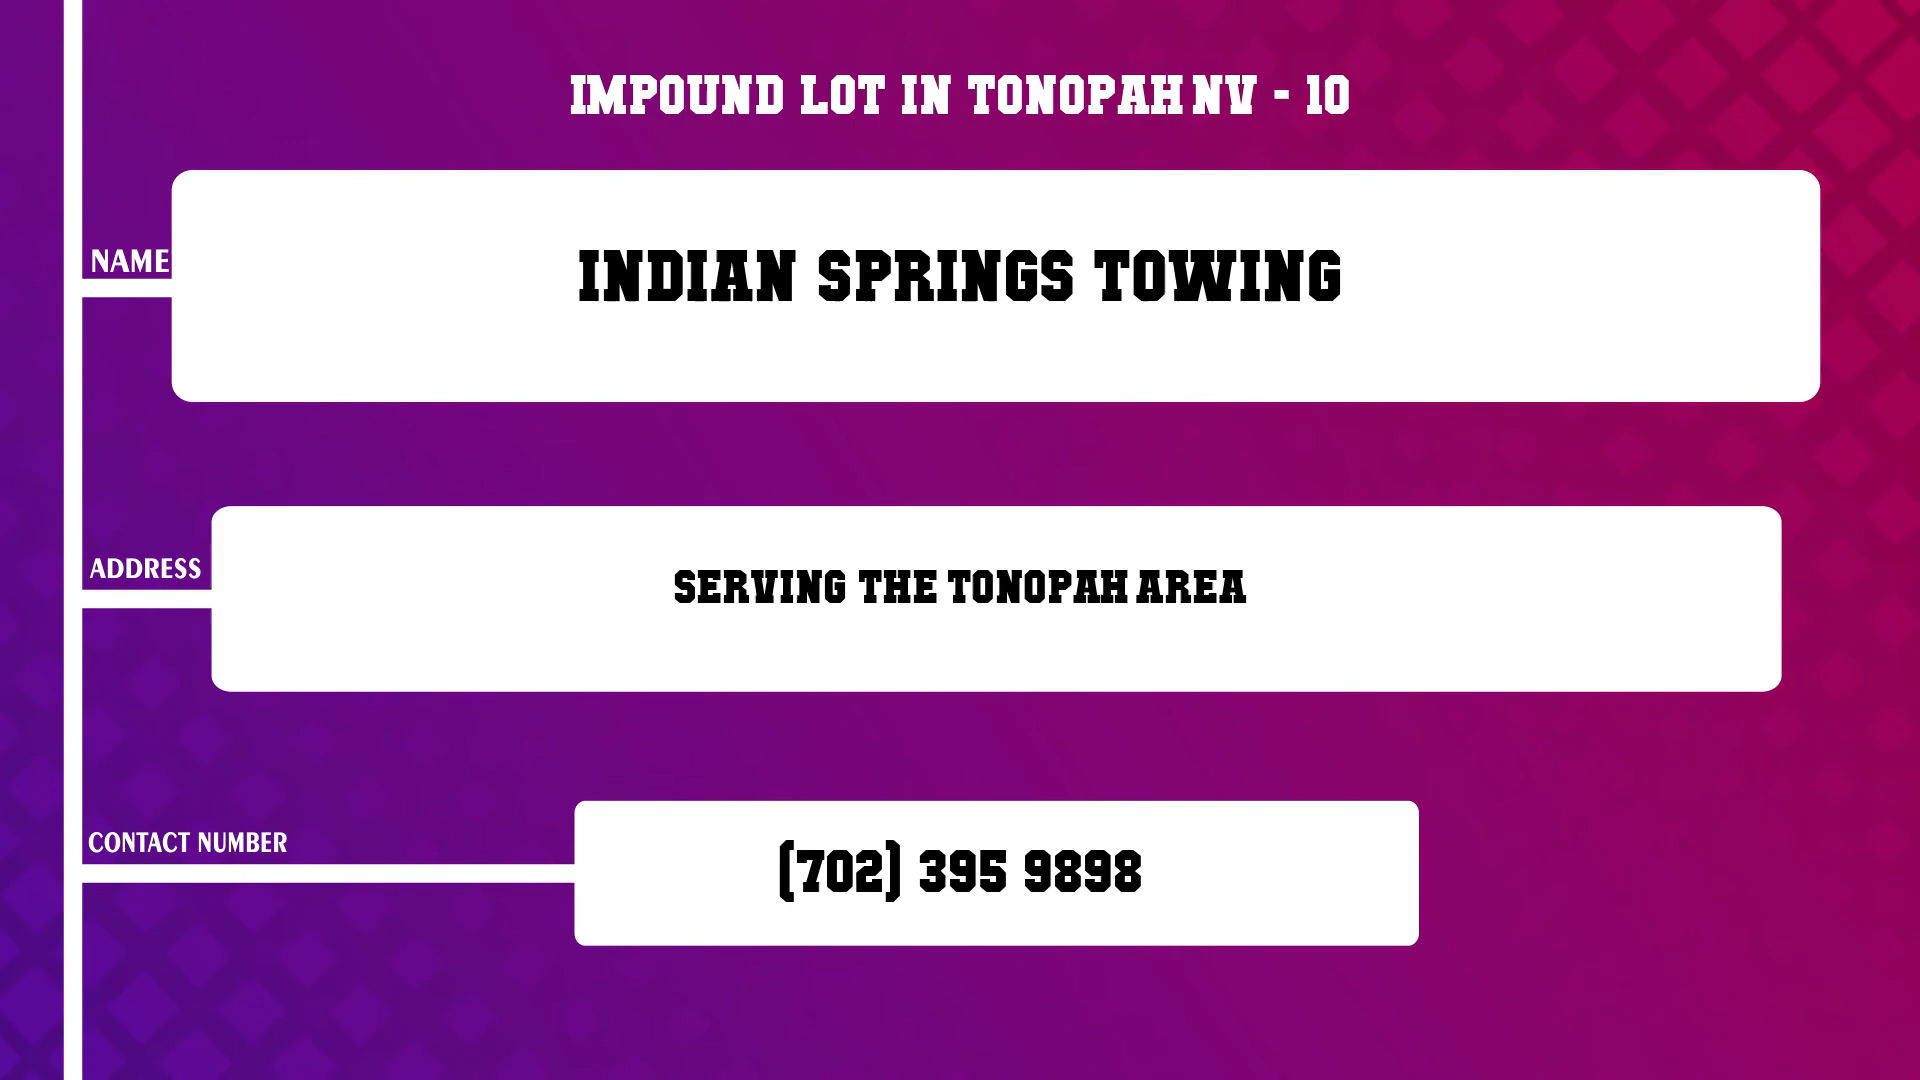 IMPOUND LOT IN TONOPAH NV - 10
NAME
INDIAN SPRINGS TOWING
ADDRESS
SERVING THE TONOPAH AREA
CONTACT NUMBER
(702) 395 9898